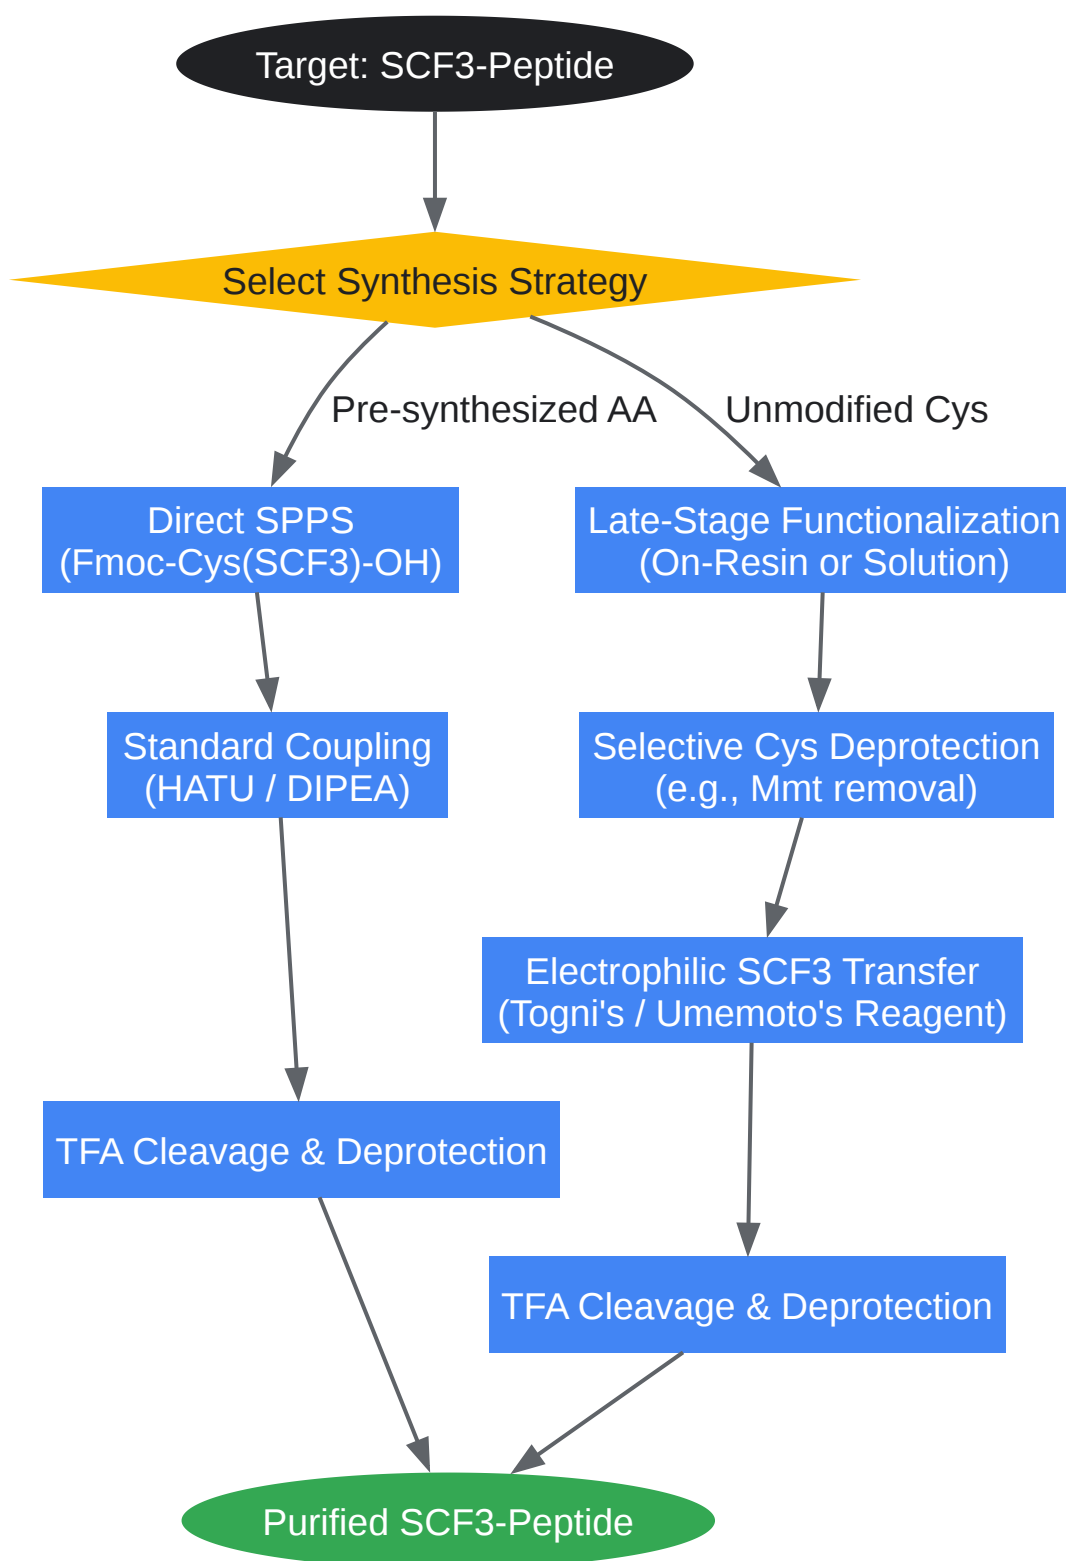 Target: SCF3-Peptide
Select Synthesis Strategy
Pre-synthesized AA
Unmodified Cys
Direct SPPS
(Fmoc-Cys(SCF3)-OH)
Late-Stage Functionalization
(On-Resin or Solution)
Standard Coupling
(HATU / DIPEA)
Selective Cys Deprotection
(e.g., Mmt removal)
Electrophilic SCF3 Transfer
(Togni's / Umemoto's Reagent)
TFA Cleavage & Deprotection
TFA Cleavage & Deprotection
Purified SCF3-Peptide